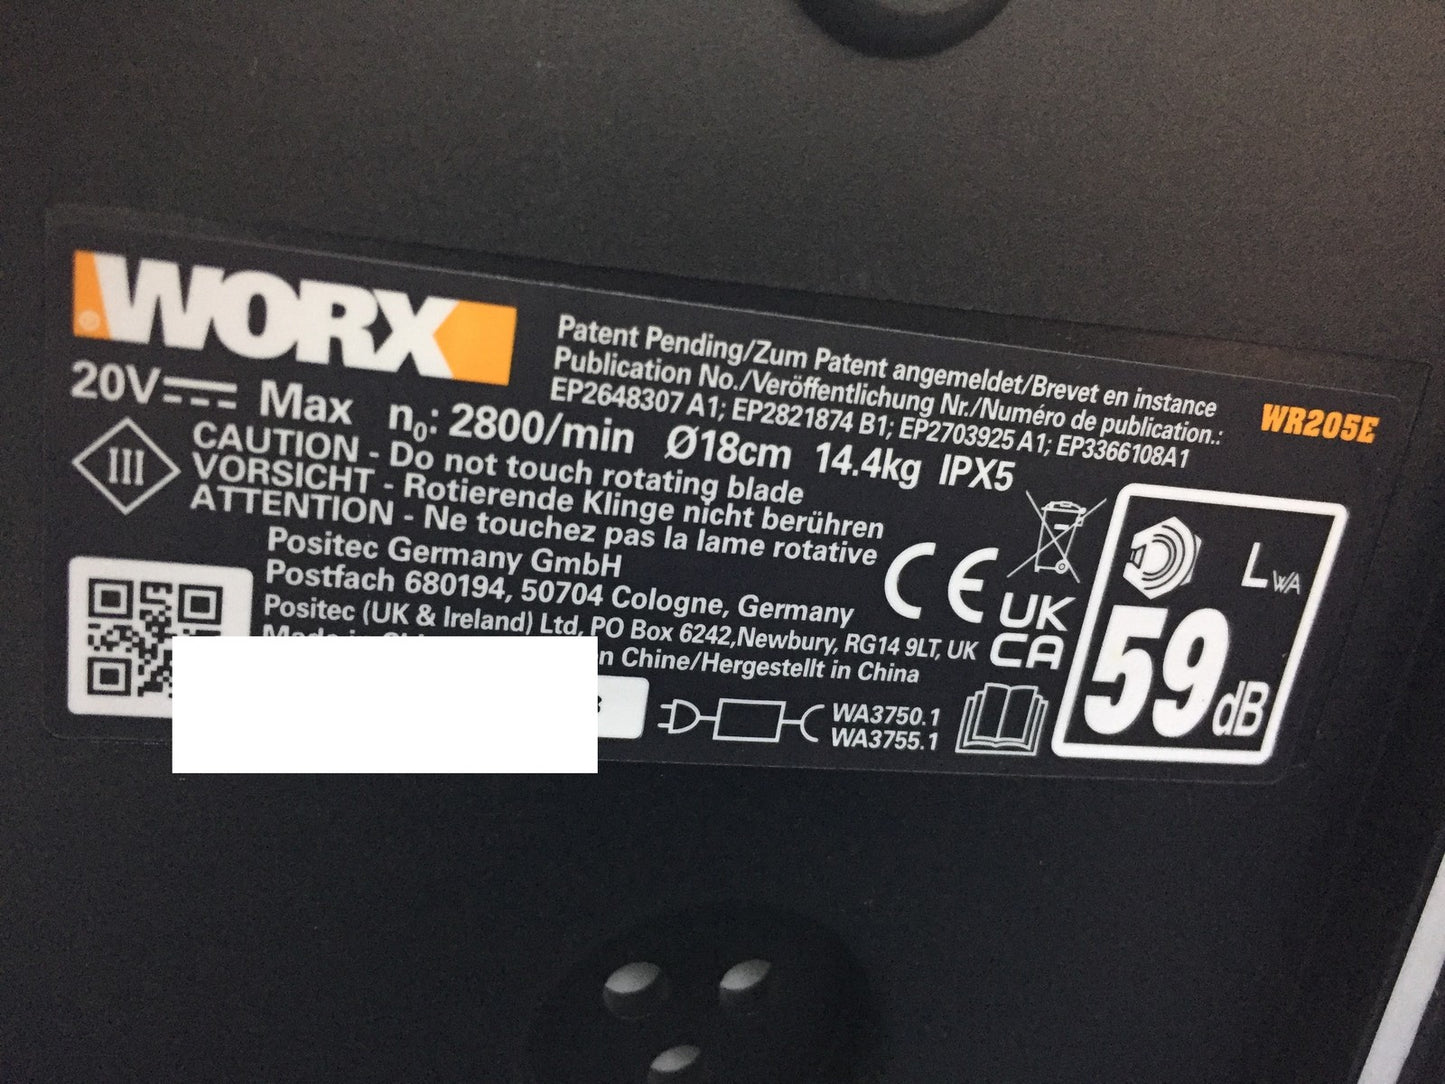 WORX
Patent Pending/Zum Patent angemeldet/Brevet en instance
Publication No./Veröffentlichung Nr./Numéro de publication.:
EP2648307 A1; EP2821874 B1; EP2703925 A1; EP3366108A1
WR205E
20V Max n₀: 2800/min Ø18cm 14.4kg IPX5
III
CAUTION - Do not touch rotating blade
VORSICHT - Rotierende Klinge nicht berühren
ATTENTION - Ne touchez pas la lame rotative
Positec Germany GmbH
Postfach 680194, 50704 Cologne, Germany
Positec (UK & Ireland) Ltd, PO Box 6242,Newbury, RG14 9LT, UK
Made in
n Chine/Hergestellt in China
CE
UK
CA
WA3750.1
WA3755.1
LWA
59dB